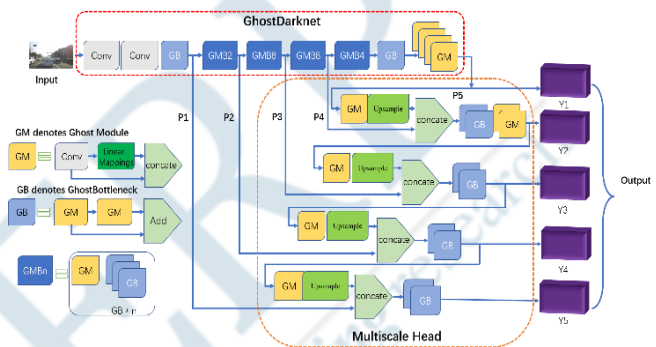 GhostDarknet
Input
Conv
Conv
GB
GMB2
GMB8
GMB8
GMB4
GB
GM
P1
P2
P3
P4
P5
GM
Upsample
concate
GB
GM
Y1
Y2
GM denotes Ghost Module
GM
Conv
Linear
Mappings
concate
GM
Upsample
concate
GB
Y3
Output
GB denotes GhostBottleneck
GB
GM
GM
Add
GM
Upsample
concate
GB
Y4
GMBn
GM
GB
GB * n
GM
Upsample
concate
GB
Y5
Multiscale Head